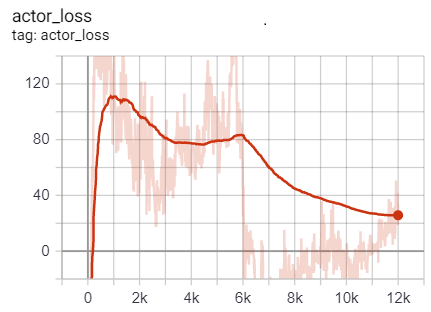 actor_loss
tag: actor_loss
120
80
40
0
0 2k 4k 6k 8k 10k 12k